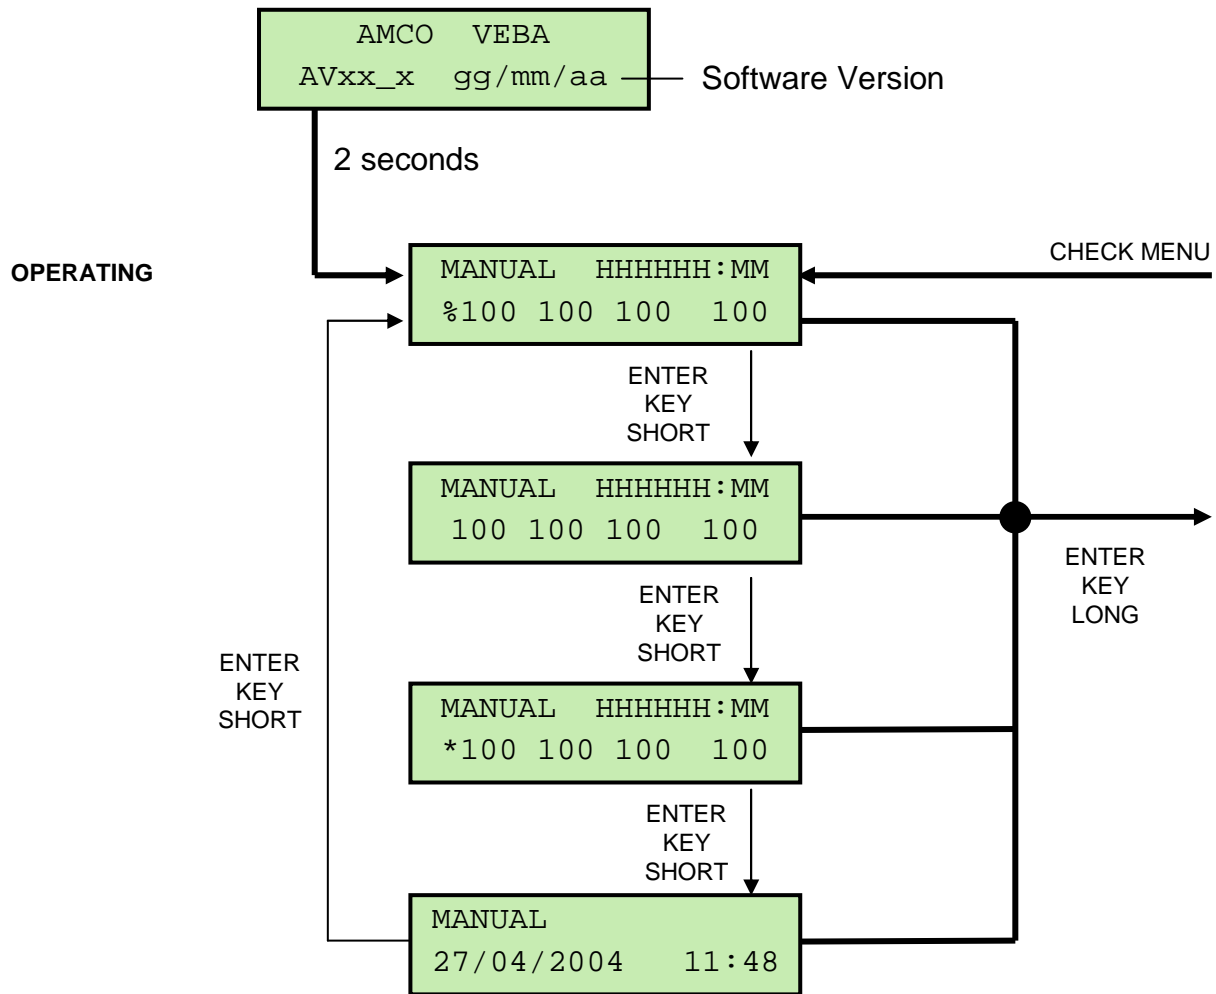 AMCO VEBA
AVxx_x gg/mm/aa
Software Version
2 seconds
OPERATING
CHECK MENU
MANUAL HHHHHH:MM
%100 100 100 100
ENTER
KEY
SHORT
MANUAL HHHHHH:MM
100 100 100 100
ENTER
KEY
LONG
ENTER
KEY
SHORT
ENTER
KEY
SHORT
MANUAL HHHHHH:MM
*100 100 100 100
ENTER
KEY
SHORT
MANUAL
27/04/2004 11:48